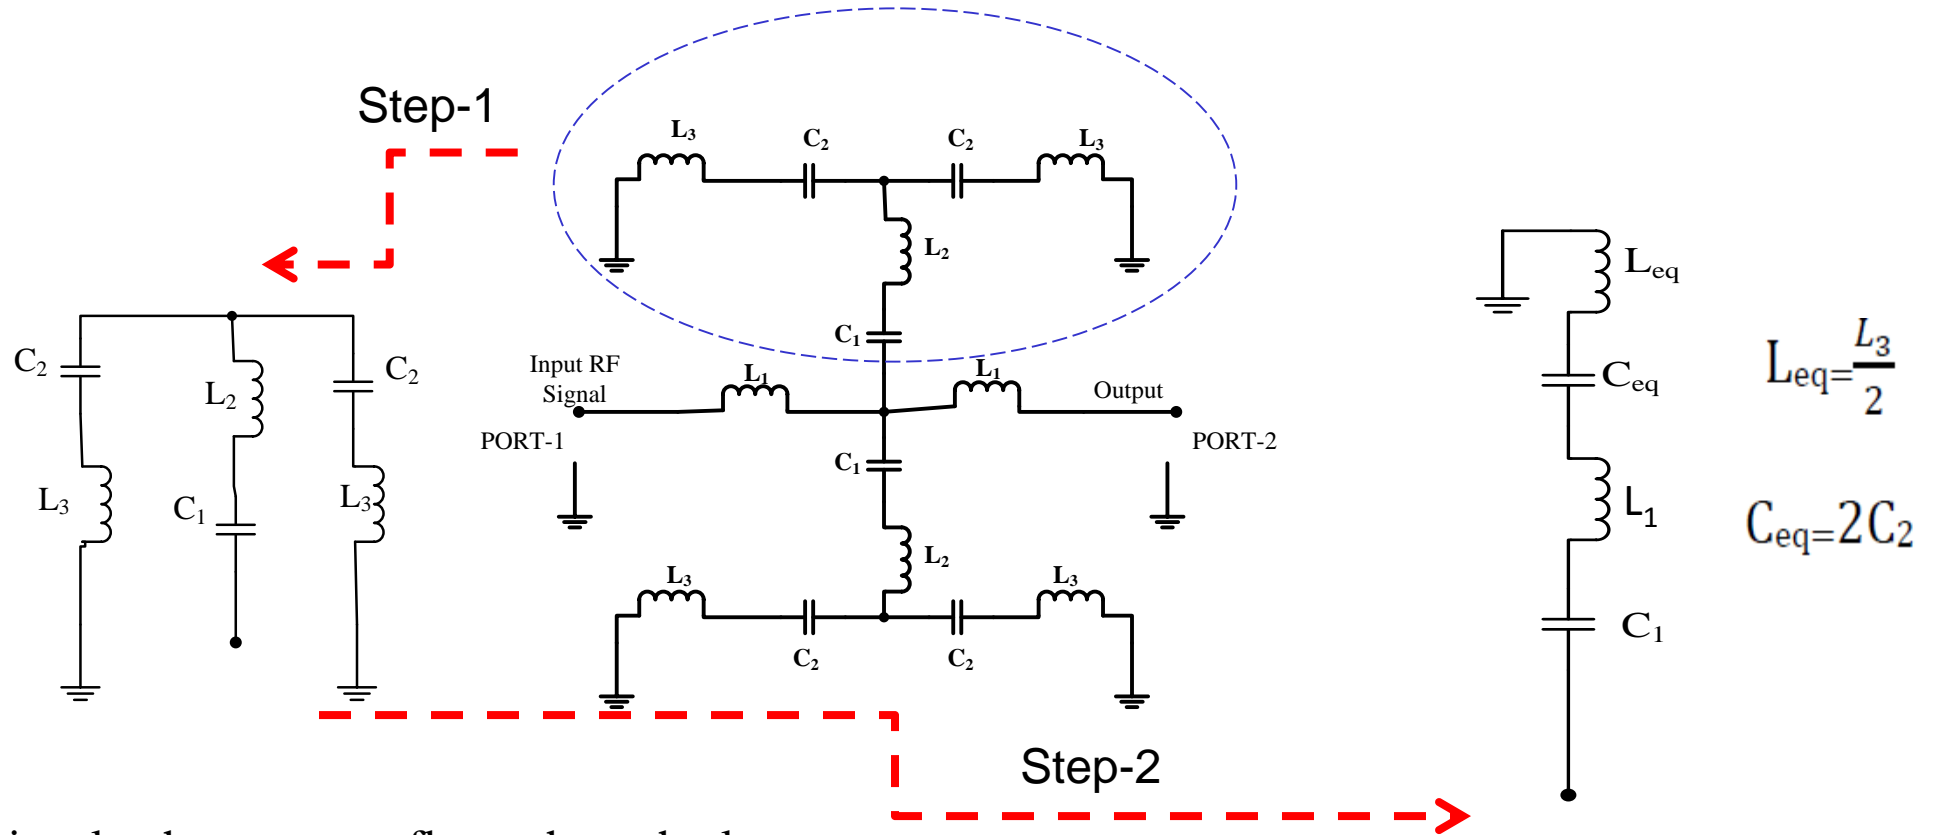 Step-1
L₃
C₂
C₂
L₃
L₂
C₁
Input RF
Signal
L₁
L₁
Output
PORT-1
PORT-2
C₁
L₂
L₃
L₃
C₂
C₂
C₂
L₂
C₂
L₃
C₁
L₃
Step-2
Leq
Ceq
L₁
C₁
Leq=L₃/2
Ceq=2C₂